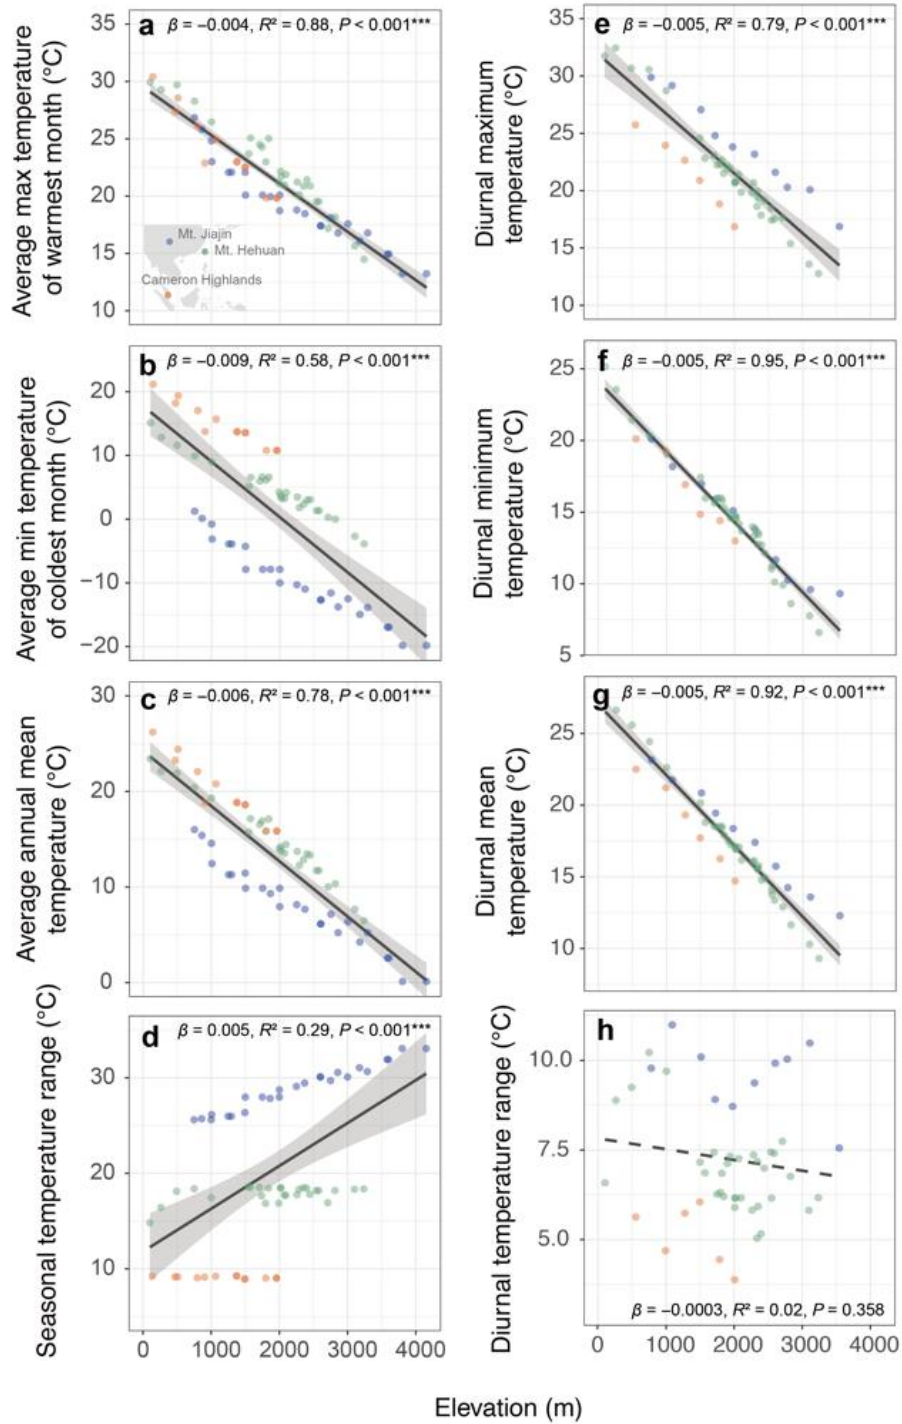 a
β = −0.004, R² = 0.88, P < 0.001***
Average max temperature
of warmest month (°C)
35
30
25
20
15
10
Mt. Jiajin
Mt. Hehuan
Cameron Highlands
b
β = −0.009, R² = 0.58, P < 0.001***
Average min temperature
of coldest month (°C)
20
10
0
−10
−20
c
β = −0.006, R² = 0.78, P < 0.001***
Average annual mean
temperature (°C)
30
20
10
0
d
β = 0.005, R² = 0.29, P < 0.001***
Seasonal temperature range (°C)
30
20
10
0 1000 2000 3000 4000
e
β = −0.005, R² = 0.79, P < 0.001***
Diurnal maximum
temperature (°C)
35
30
25
20
15
10
f
β = −0.005, R² = 0.95, P < 0.001***
Diurnal minimum
temperature (°C)
25
20
15
10
5
g
β = −0.005, R² = 0.92, P < 0.001***
Diurnal mean
temperature (°C)
25
20
15
10
h
Diurnal temperature range (°C)
10.0
7.5
5.0
β = −0.0003, R² = 0.02, P = 0.358
0 1000 2000 3000 4000
Elevation (m)